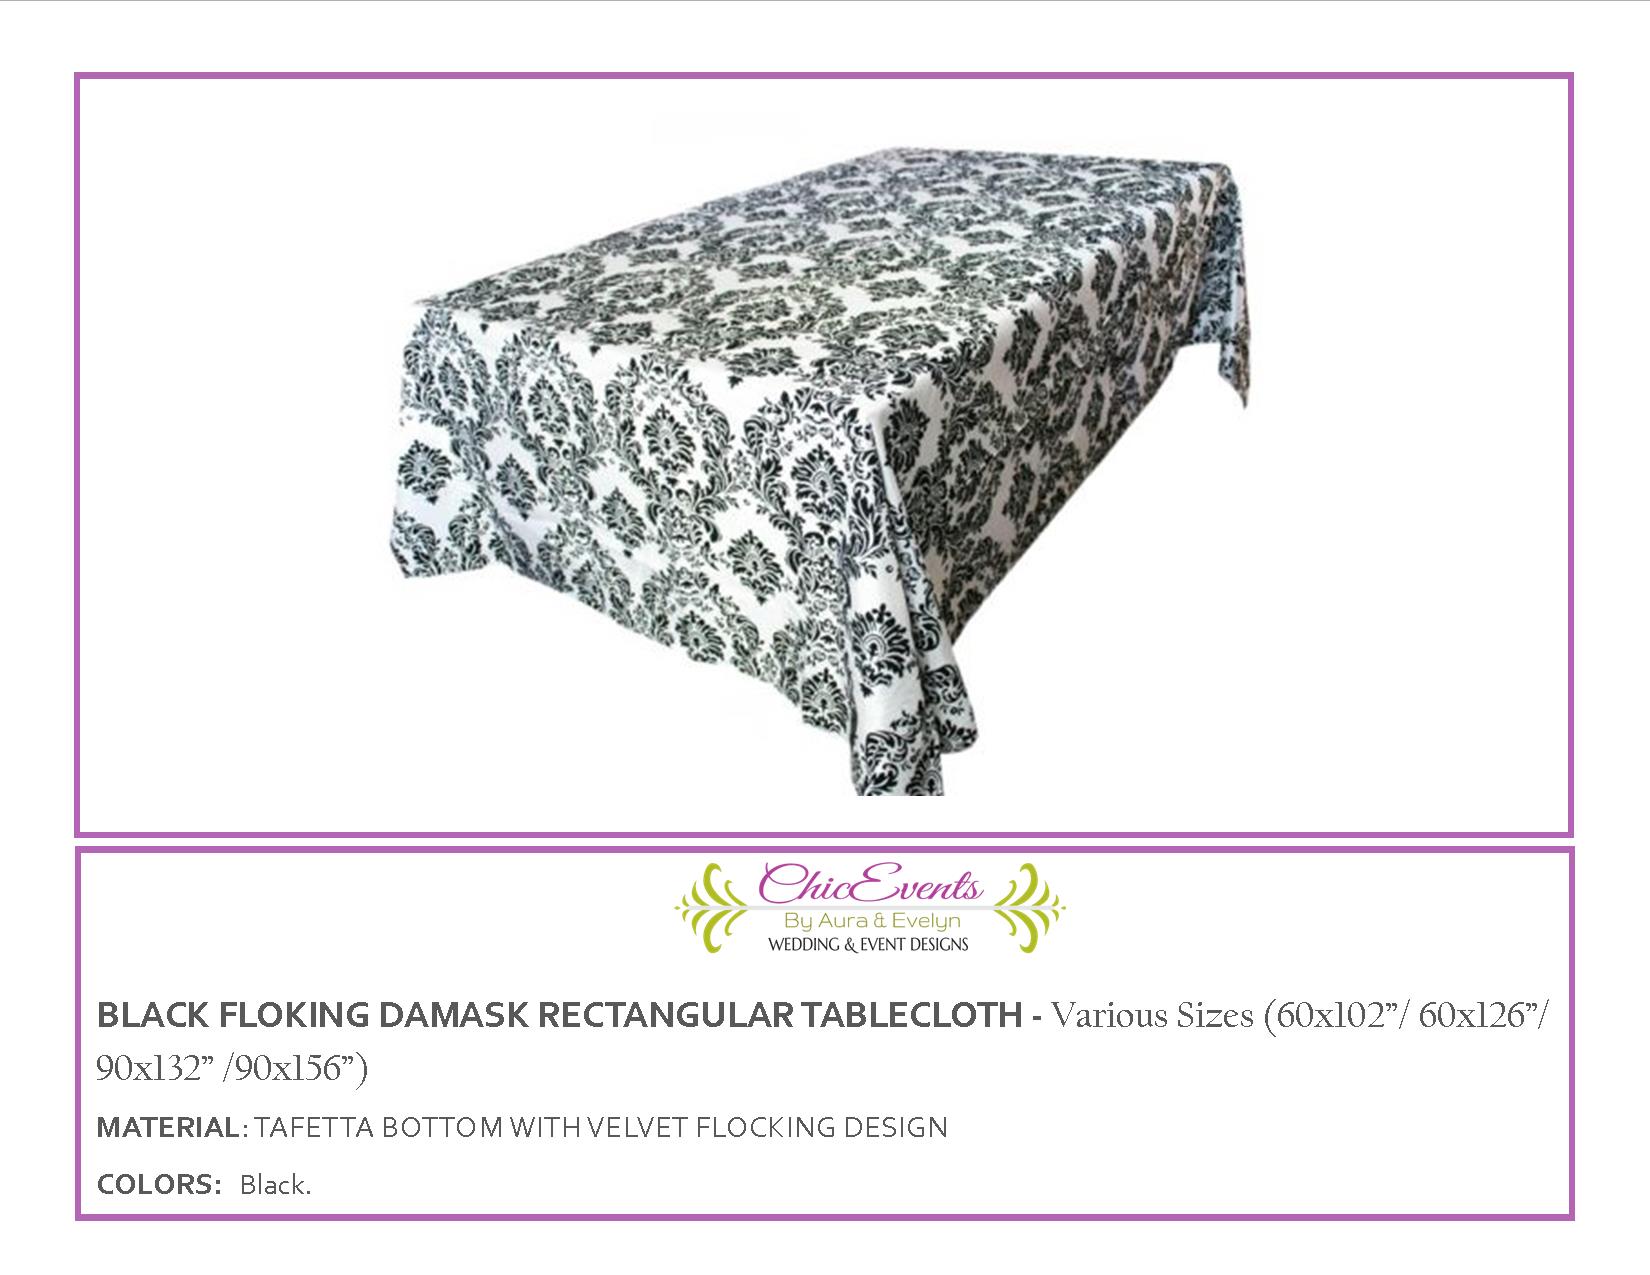 ChicEvents
By Aura & Evelyn
WEDDING & EVENT DESIGNS
BLACK FLOKING DAMASK RECTANGULAR TABLECLOTH - Various Sizes (60x102”/ 60x126”/
90x132” /90x156”)
MATERIAL: TAFETTA BOTTOM WITH VELVET FLOCKING DESIGN
COLORS: Black.